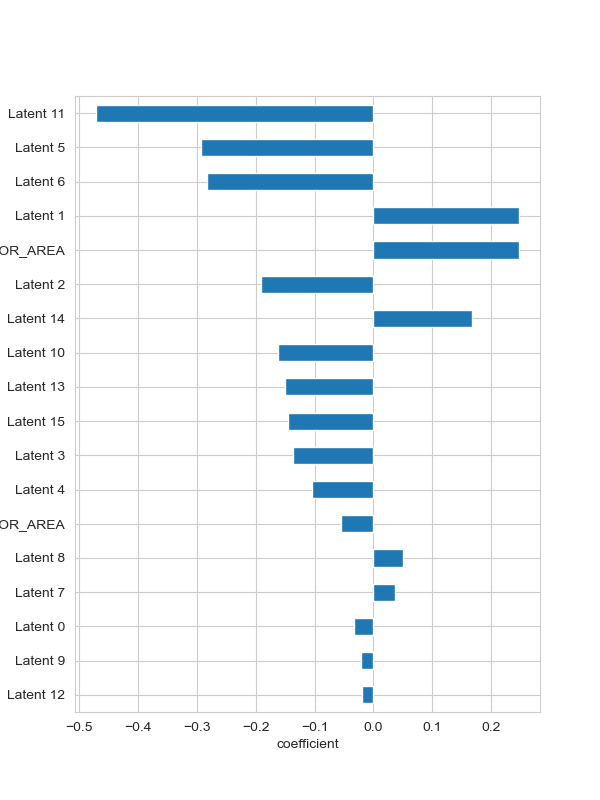 Latent 11
Latent 5
Latent 6
Latent 1
OR_AREA
Latent 2
Latent 14
Latent 10
Latent 13
Latent 15
Latent 3
Latent 4
OR_AREA
Latent 8
Latent 7
Latent 0
Latent 9
Latent 12
−0.5 −0.4 −0.3 −0.2 −0.1 0.0 0.1 0.2
coefficient